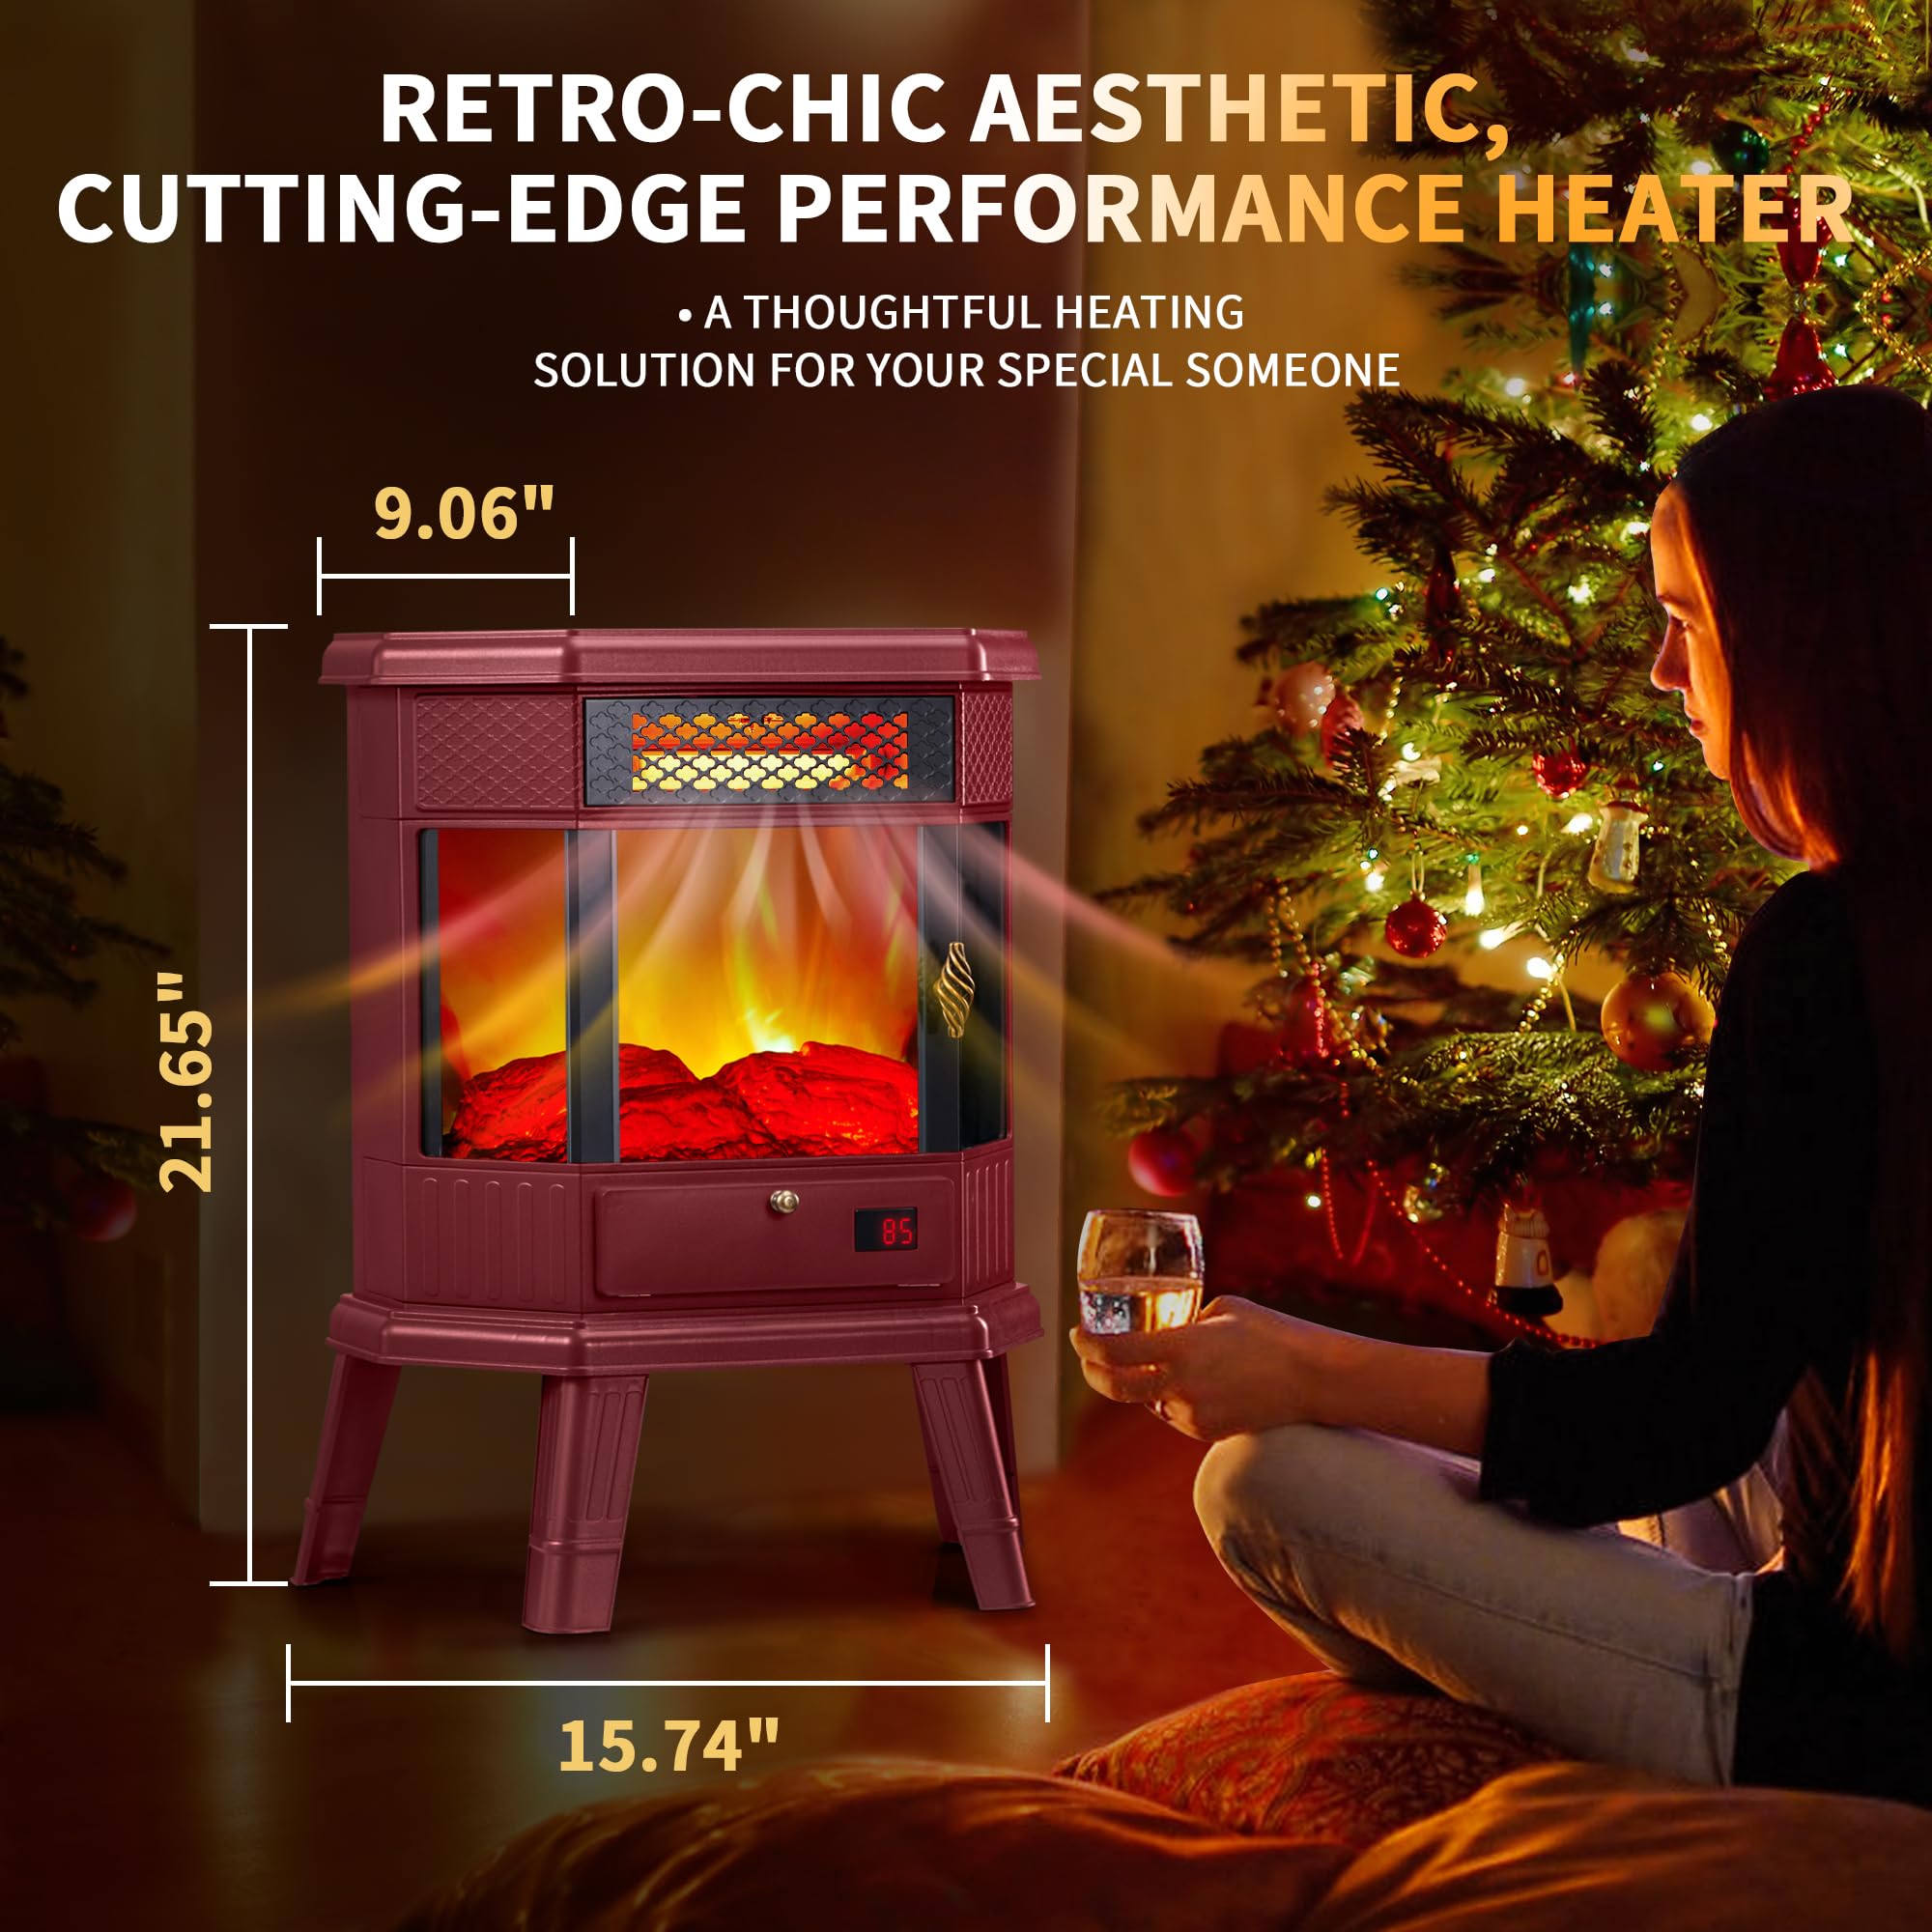 RETRO-CHIC AESTHETIC,
CUTTING-EDGE PERFORMANCE HEATER
• A THOUGHTFUL HEATING
SOLUTION FOR YOUR SPECIAL SOMEONE
9.06"
21.65"
85
15.74"